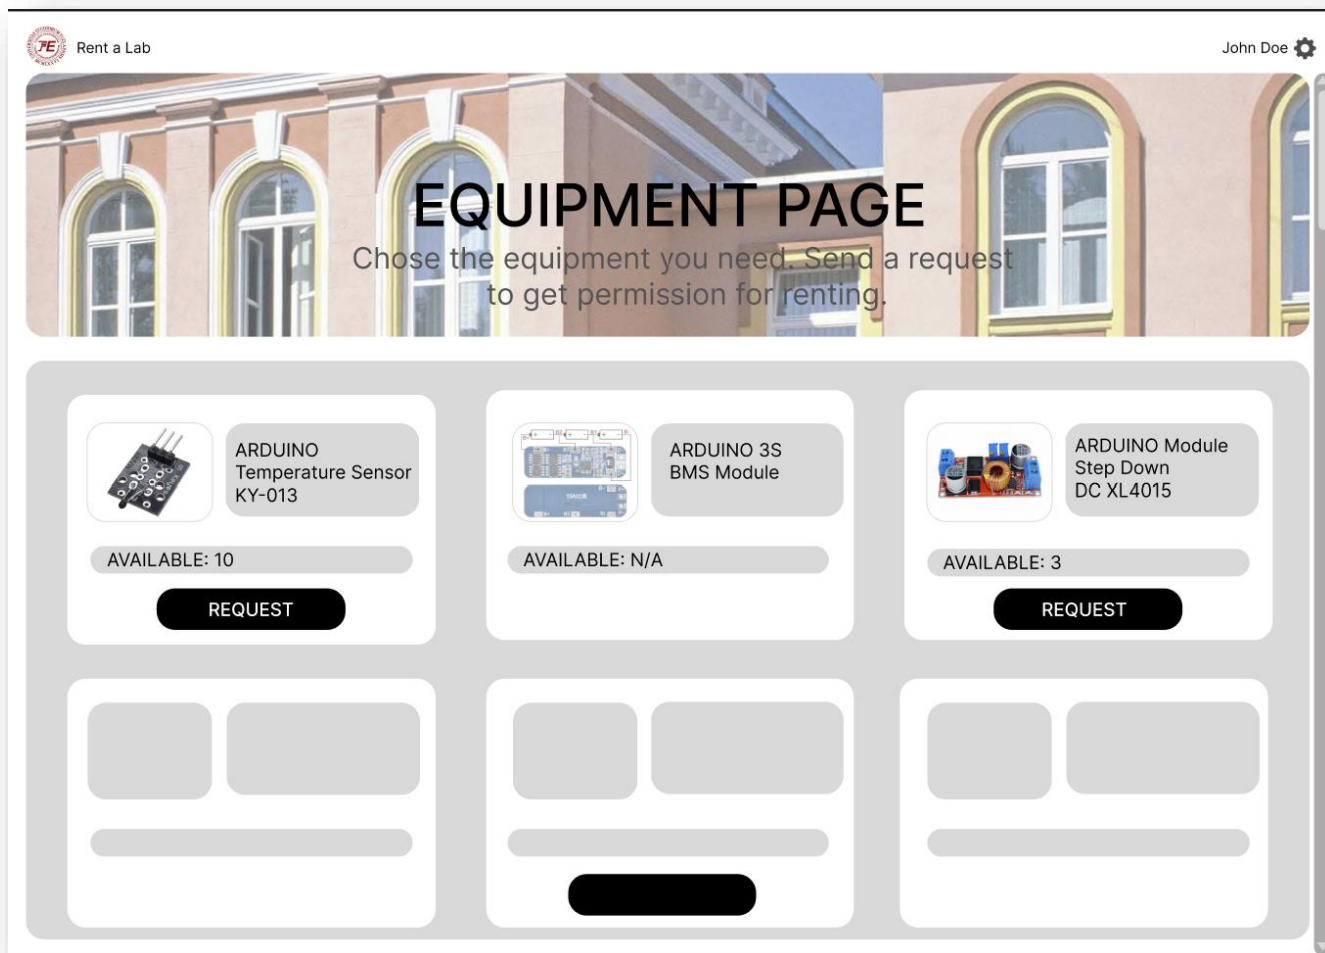 Rent a Lab
John Doe
EQUIPMENT PAGE
Chose the equipment you need. Send a request
to get permission for renting.
ARDUINO
Temperature Sensor
KY-013
AVAILABLE: 10
REQUEST
ARDUINO 3S
BMS Module
AVAILABLE: N/A
ARDUINO Module
Step Down
DC XL4015
AVAILABLE: 3
REQUEST